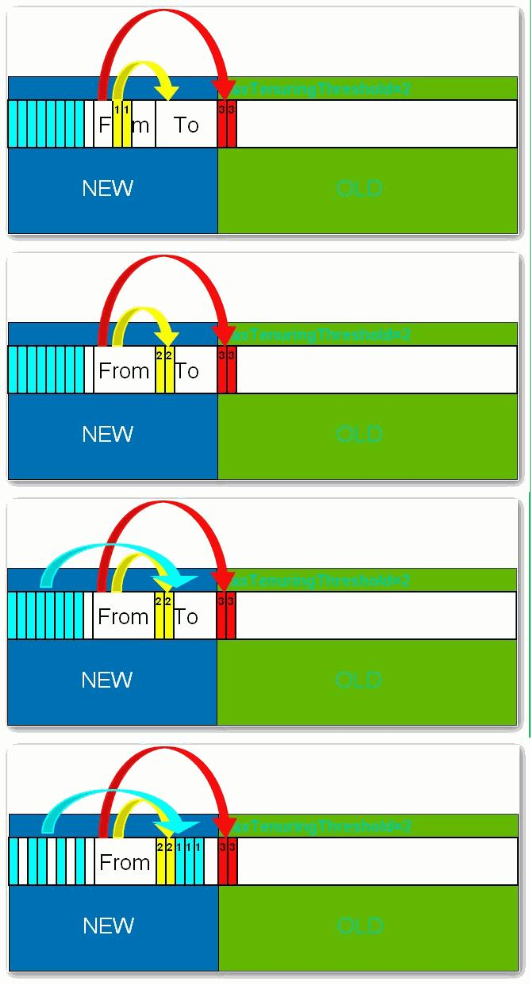 axTenuringThreshold=2
1 1 3 3
F m To
NEW OLD
axTenuringThreshold=2
2 2 3 3
From To
NEW OLD
axTenuringThreshold=2
2 2 3 3
From To
NEW OLD
axTenuringThreshold=2
2 2 1 1 1 3 3
From
NEW OLD